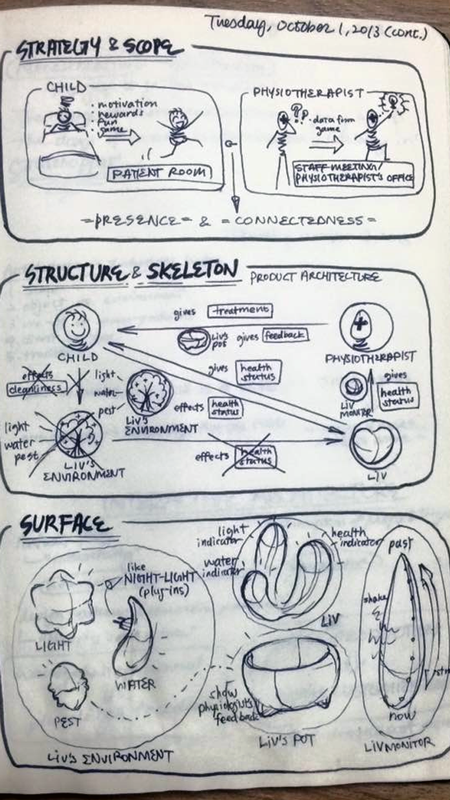 Tuesday, October 1, 2013 (cont.)
STRATEGY & SCOPE
CHILD
motivation
rewards
fun
game
PATIENT ROOM
PHYSIOTHERAPIST
??
data from
game
STAFF-MEETING/
PHYSIOTHERAPIST'S OFFICE
=PRESENCE= & =CONNECTEDNESS=
STRUCTURE & SKELETON PRODUCT ARCHITECTURE
gives treatment
CHILD
Liv's
pot
gives feedback
PHYSIOTHERAPIST
gives
health
status
effects
cleanliness
light
water
pest
LIV'S
ENVIRONMENT
effects health
status
LIV
MONITOR
gives
health
status
light
water
pest
LIV'S
ENVIRONMENT
effects health
status
LIV
SURFACE
like
NIGHT-LIGHT
(plug-ins)
LIGHT
WATER
PEST
LIV'S ENVIRONMENT
light
indicator
water
indicator
health
indicator
LIV
show
feedback
LIV'S POT
past
shake
now
LIV MONITOR